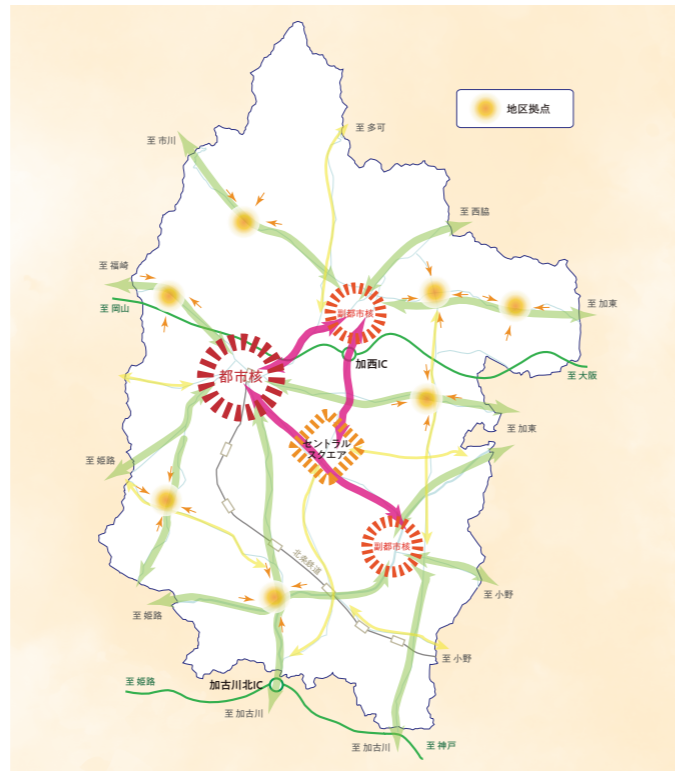 地区拠点
至 多可
至 市川
至 西脇
至 福崎
至 岡山
至 加東
副都市核
加西IC
都市核
至 大阪
至 加東
セントラル
スクエア
至 姫路
副都市核
北条鉄道
至 小野
至 姫路
至 小野
至 姫路
加古川北IC
至 加古川
至 加古川
至 神戸